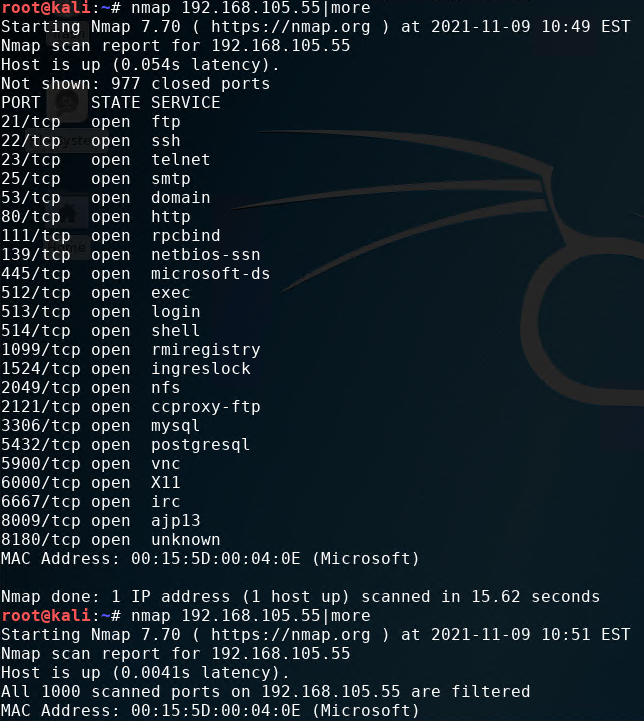 root@kali:~# nmap 192.168.105.55|more
Starting Nmap 7.70 ( https://nmap.org ) at 2021-11-09 10:49 EST
Nmap scan report for 192.168.105.55
Host is up (0.054s latency).
Not shown: 977 closed ports
PORT     STATE SERVICE
21/tcp   open  ftp
22/tcp   open  ssh
23/tcp   open  telnet
25/tcp   open  smtp
53/tcp   open  domain
80/tcp   open  http
111/tcp  open  rpcbind
139/tcp  open  netbios-ssn
445/tcp  open  microsoft-ds
512/tcp  open  exec
513/tcp  open  login
514/tcp  open  shell
1099/tcp open  rmiregistry
1524/tcp open  ingreslock
2049/tcp open  nfs
2121/tcp open  ccproxy-ftp
3306/tcp open  mysql
5432/tcp open  postgresql
5900/tcp open  vnc
6000/tcp open  X11
6667/tcp open  irc
8009/tcp open  ajp13
8180/tcp open  unknown
MAC Address: 00:15:5D:00:04:0E (Microsoft)
Nmap done: 1 IP address (1 host up) scanned in 15.62 seconds
root@kali:~# nmap 192.168.105.55|more
Starting Nmap 7.70 ( https://nmap.org ) at 2021-11-09 10:51 EST
Nmap scan report for 192.168.105.55
Host is up (0.0041s latency).
All 1000 scanned ports on 192.168.105.55 are filtered
MAC Address: 00:15:5D:00:04:0E (Microsoft)